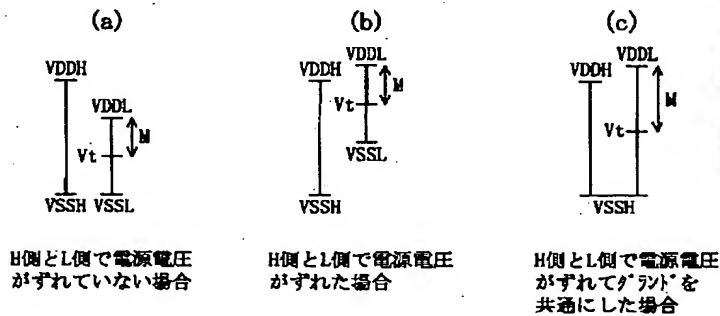 (a)
(b)
(c)
VDDH
VDDL
M
Vt
VSSH VSSL
VDDH
VDDL
M
Vt
VSSL
VSSH
VDDH
VDDL
M
Vt
VSSH
H側とL側で電源電圧
がずれていない場合
H側とL側で電源電圧
がずれた場合
H側とL側で電源電圧
がずれてグランドを
共通にした場合